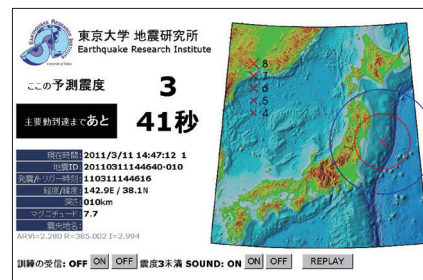 東京大学 地震研究所
Earthquake Research Institute
ここの予測震度 3
主要動到達まであと 41秒
現在時間: 2011/3/11 14:47:12 1
地震ID: 20110311144640-010
発震/トリガー時刻: 110311144616
経度/緯度: 142.9E / 38.1N
深さ: 010km
マグニチュード: 7.7
震央地名:
ARVi=2.280 R=385.002 I=2.994
訓練の受信: OFF ON OFF 震度3未満 SOUND: ON ON OFF REPLAY
8
7
6
5
4